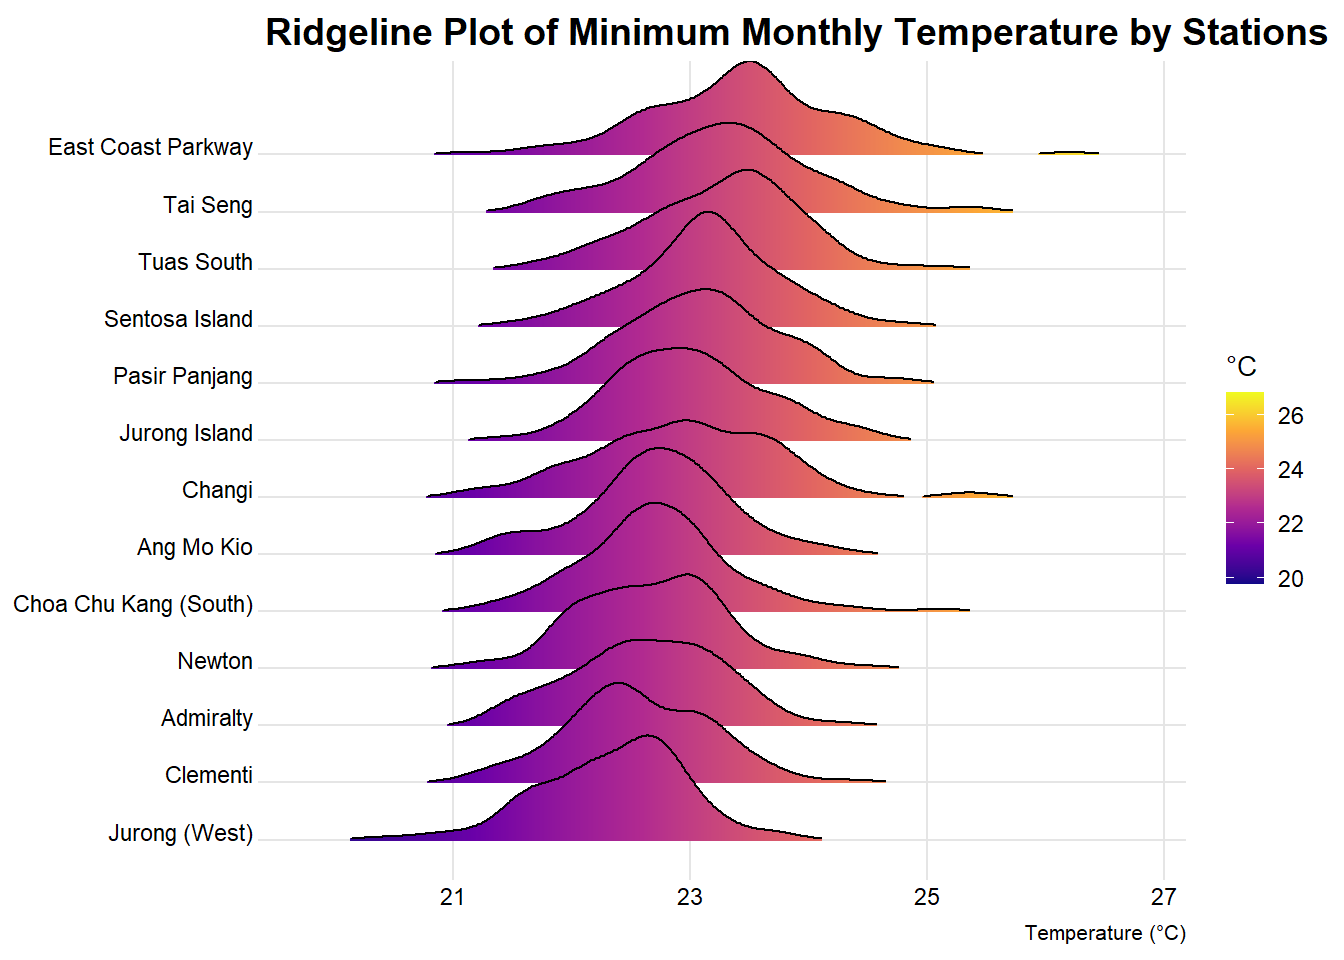 Ridgeline Plot of Minimum Monthly Temperature by Stations
East Coast Parkway
Tai Seng
Tuas South
Sentosa Island
Pasir Panjang
Jurong Island
Changi
Ang Mo Kio
Choa Chu Kang (South)
Newton
Admiralty
Clementi
Jurong (West)
21 23 25 27
Temperature (°C)
°C
26
24
22
20